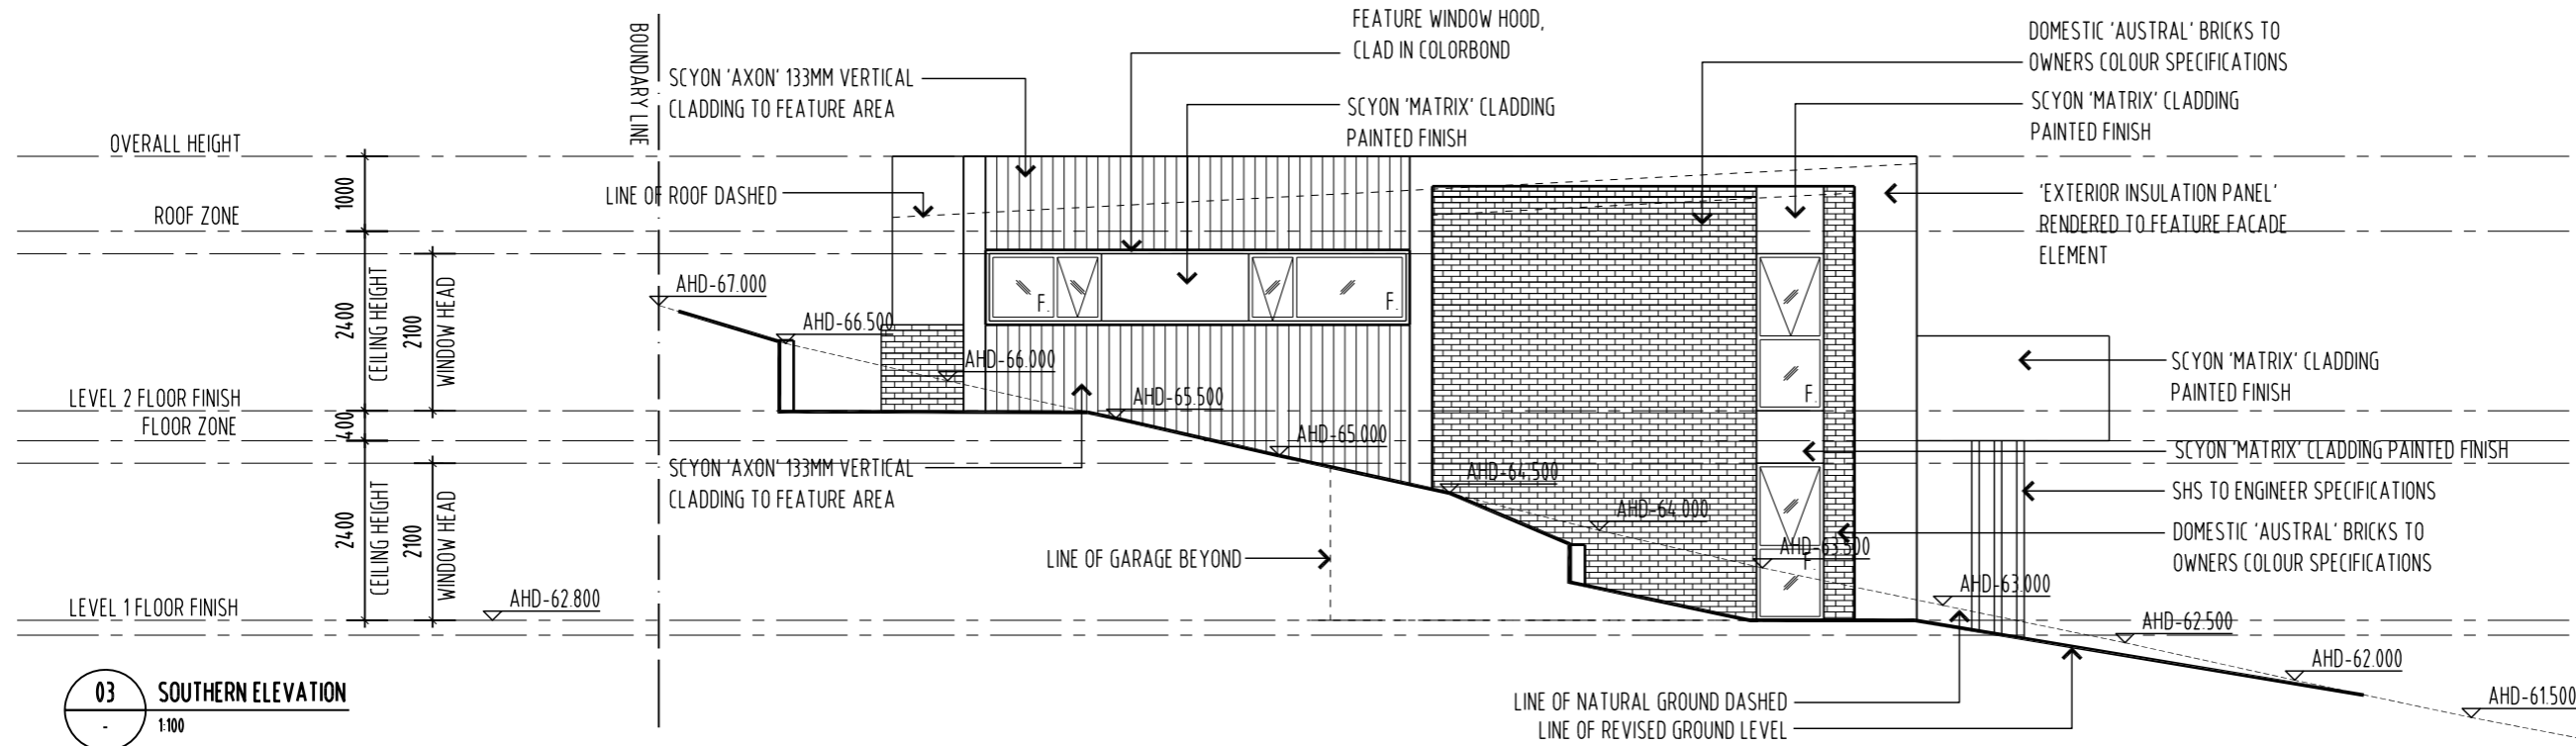 BOUNDARY LINE
FEATURE WINDOW HOOD,
CLAD IN COLORBOND
SCYON 'AXON' 133MM VERTICAL
CLADDING TO FEATURE AREA
SCYON 'MATRIX' CLADDING
PAINTED FINISH
DOMESTIC 'AUSTRAL' BRICKS TO
OWNERS COLOUR SPECIFICATIONS
SCYON 'MATRIX' CLADDING
PAINTED FINISH
OVERALL HEIGHT
1000
LINE OF ROOF DASHED
'EXTERIOR INSULATION PANEL'
RENDERED TO FEATURE FACADE
ELEMENT
ROOF ZONE
2400
CEILING HEIGHT
2100
WINDOW HEAD
AHD-67.000
F.
F.
AHD-66.500
AHD-66.000
SCYON 'MATRIX' CLADDING
PAINTED FINISH
F.
LEVEL 2 FLOOR FINISH
AHD-65.500
FLOOR ZONE
400
AHD-65.000
SCYON 'MATRIX' CLADDING PAINTED FINISH
SCYON 'AXON' 133MM VERTICAL
CLADDING TO FEATURE AREA
AHD-64.500
SHS TO ENGINEER SPECIFICATIONS
2400
CEILING HEIGHT
2100
WINDOW HEAD
AHD-64.000
DOMESTIC 'AUSTRAL' BRICKS TO
OWNERS COLOUR SPECIFICATIONS
LINE OF GARAGE BEYOND
AHD-63.500
F.
AHD-63.000
LEVEL 1 FLOOR FINISH
AHD-62.800
AHD-62.500
AHD-62.000
03
SOUTHERN ELEVATION
-
1:100
AHD-61.500
LINE OF NATURAL GROUND DASHED
LINE OF REVISED GROUND LEVEL